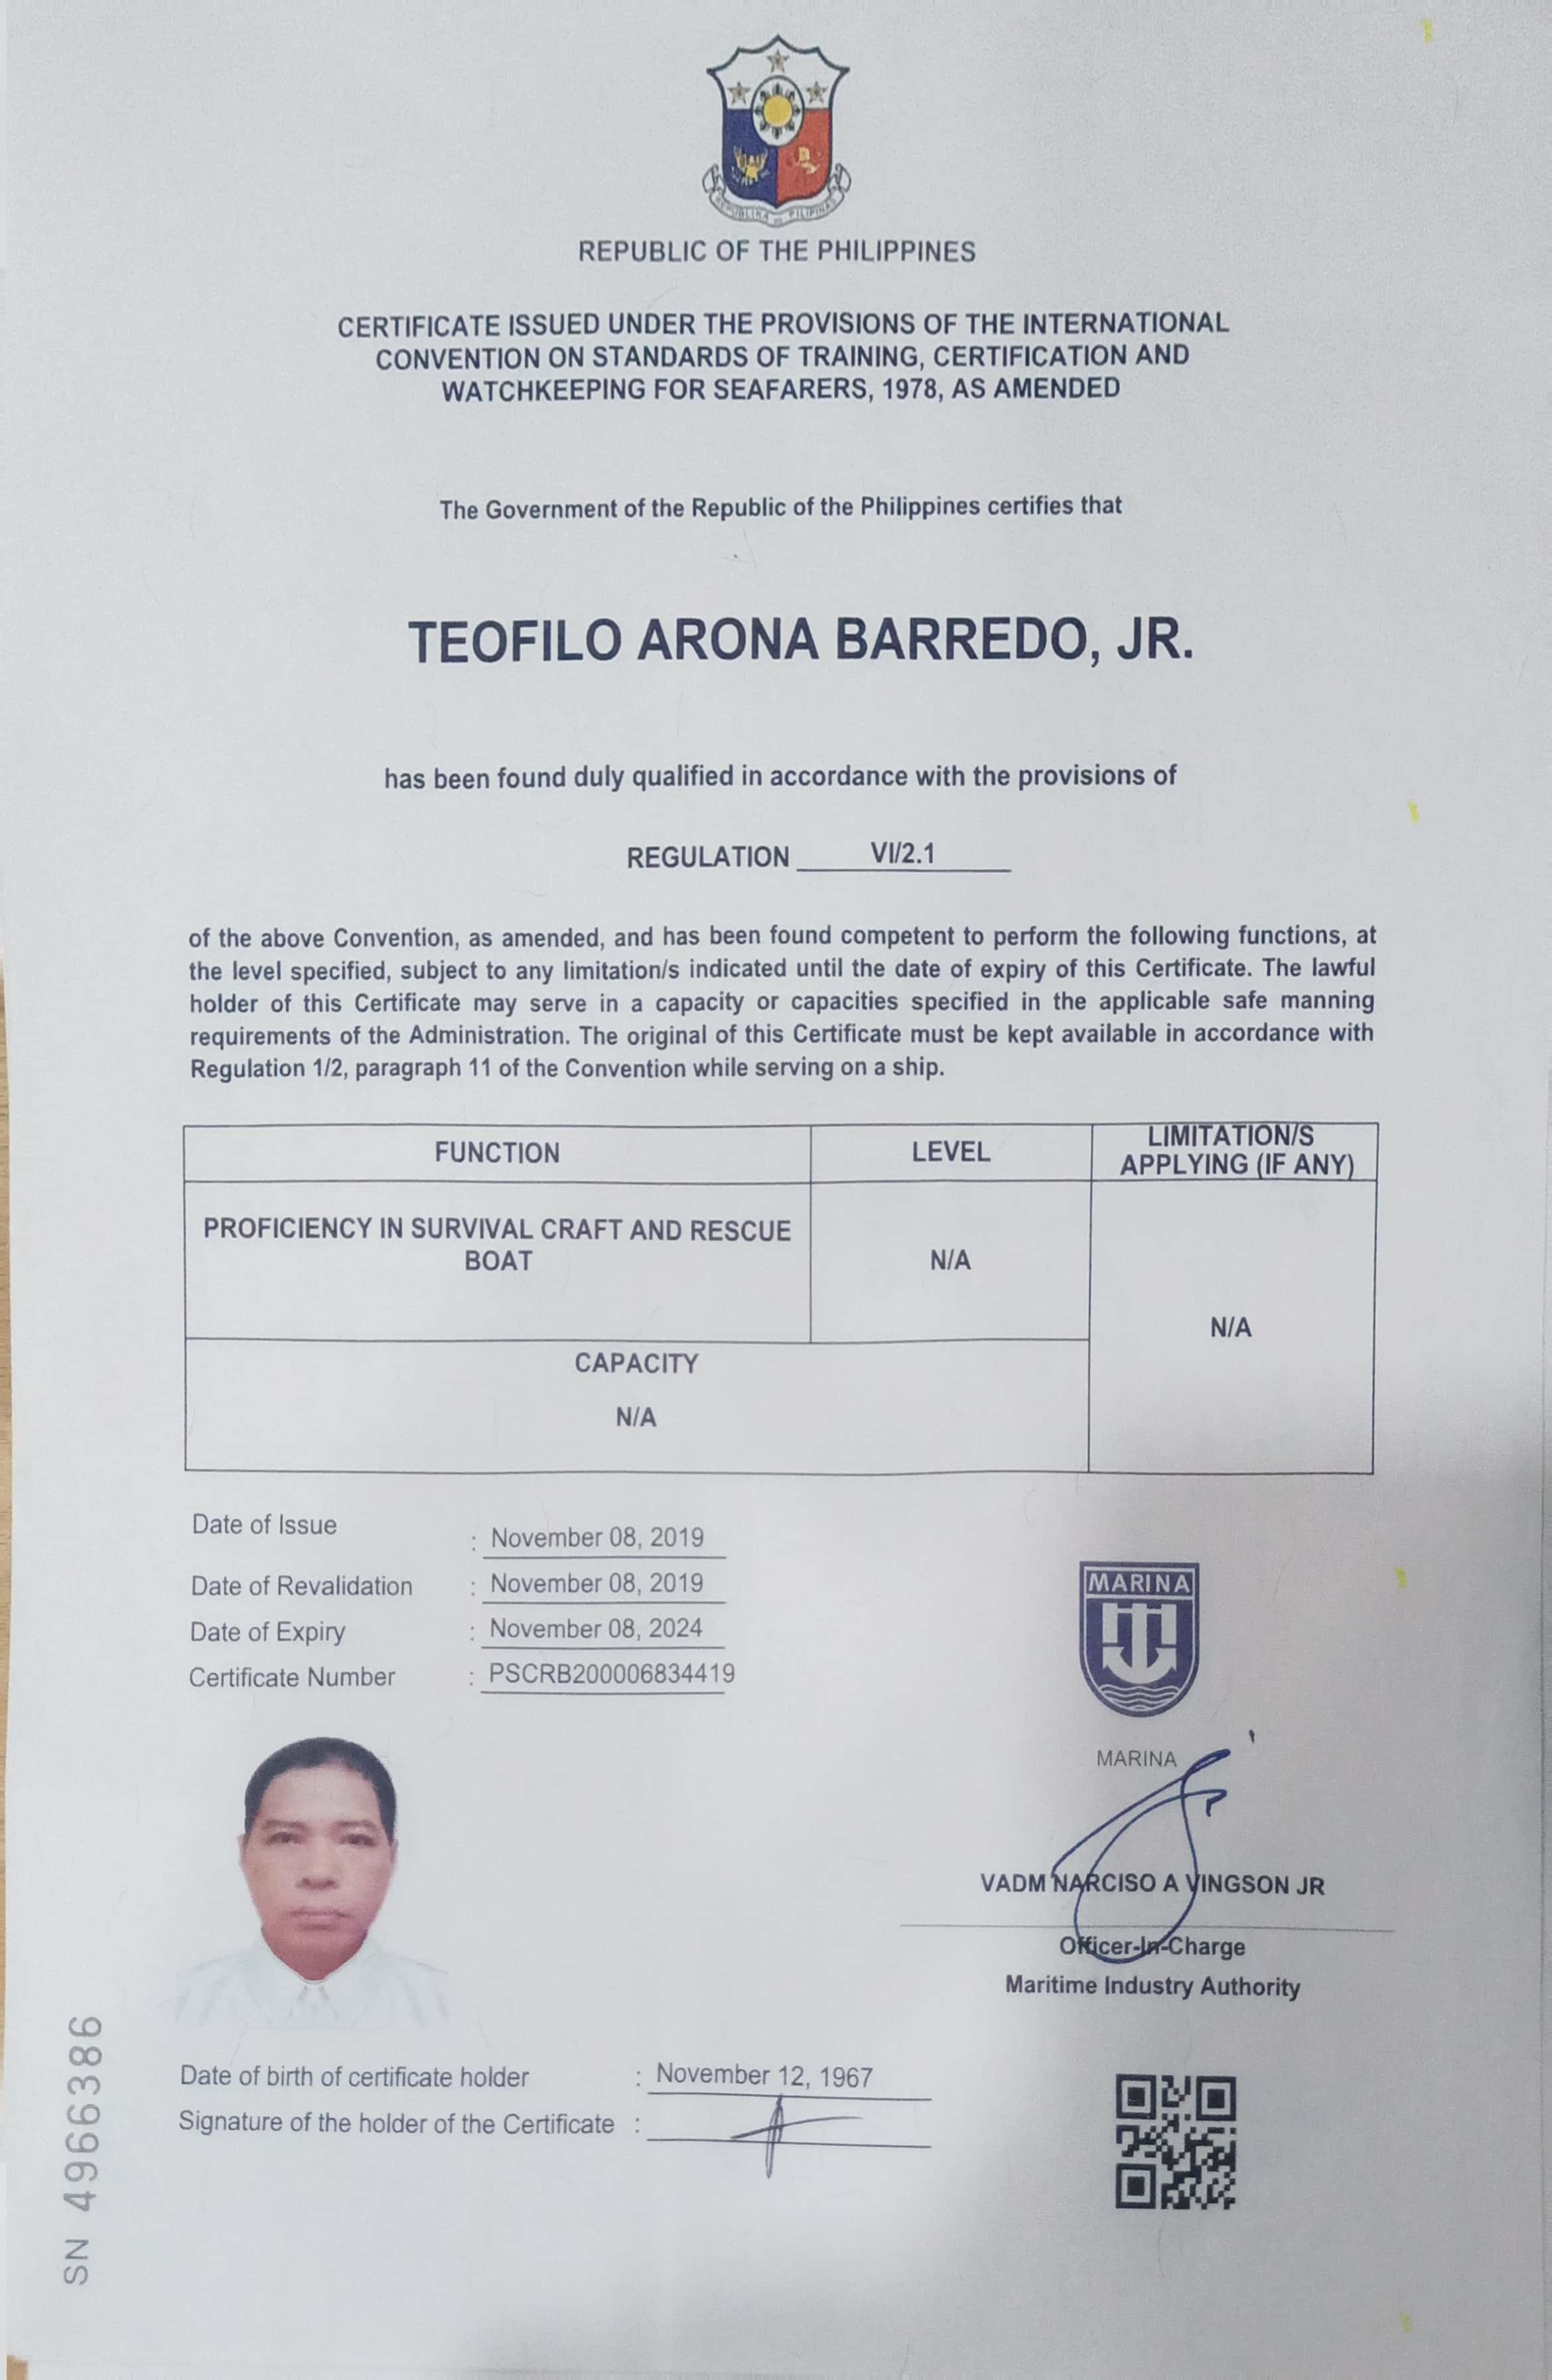 REPUBLIKA NG PILIPINAS
REPUBLIC OF THE PHILIPPINES
CERTIFICATE ISSUED UNDER THE PROVISIONS OF THE INTERNATIONAL
CONVENTION ON STANDARDS OF TRAINING, CERTIFICATION AND
WATCHKEEPING FOR SEAFARERS, 1978, AS AMENDED
The Government of the Republic of the Philippines certifies that
TEOFILO ARONA BARREDO, JR.
has been found duly qualified in accordance with the provisions of
REGULATION VI/2.1
of the above Convention, as amended, and has been found competent to perform the following functions, at
the level specified, subject to any limitation/s indicated until the date of expiry of this Certificate. The lawful
holder of this Certificate may serve in a capacity or capacities specified in the applicable safe manning
requirements of the Administration. The original of this Certificate must be kept available in accordance with
Regulation 1/2, paragraph 11 of the Convention while serving on a ship.
FUNCTION LEVEL LIMITATION/S
APPLYING (IF ANY)
PROFICIENCY IN SURVIVAL CRAFT AND RESCUE
BOAT
N/A
N/A
CAPACITY
N/A
Date of Issue : November 08, 2019
Date of Revalidation : November 08, 2019
Date of Expiry : November 08, 2024
Certificate Number : PSCRB200006834419
MARINA
MARINA
VADM NARCISO A VINGSON JR
Officer-In-Charge
Maritime Industry Authority
Date of birth of certificate holder : November 12, 1967
Signature of the holder of the Certificate :
SN 4966386